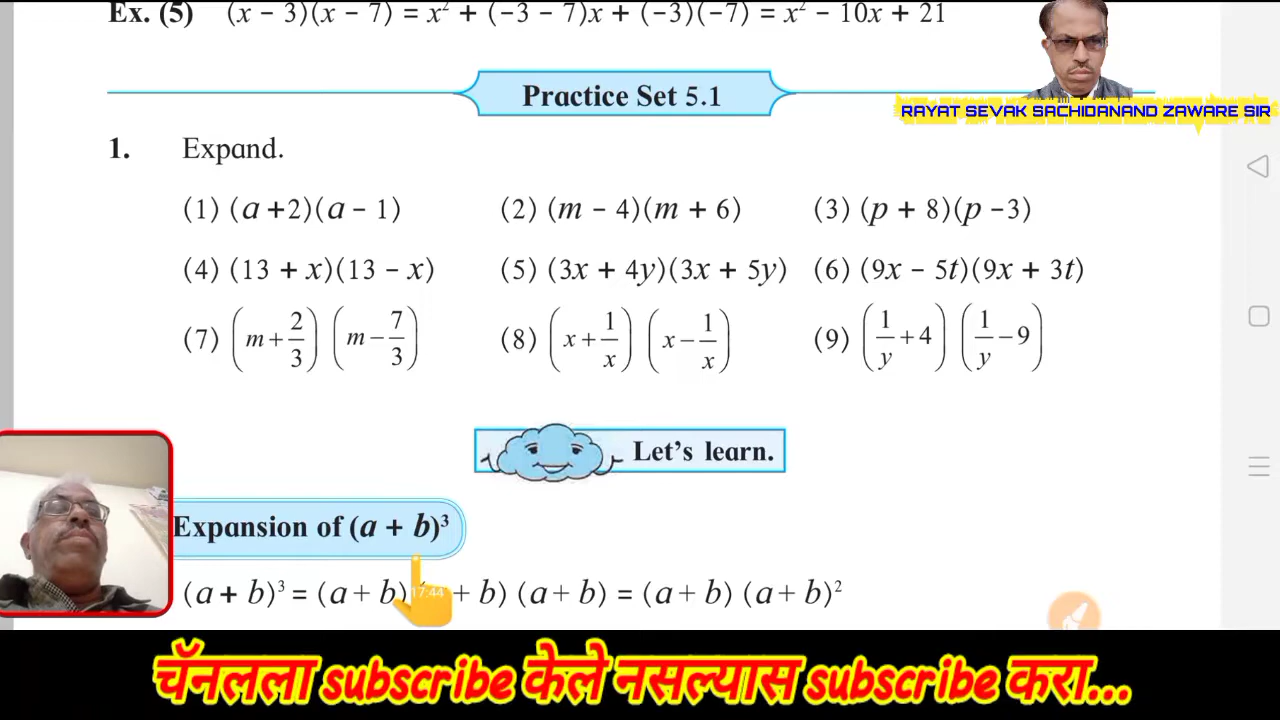 Ex. (5) (x − 3)(x − 7) = x² + (−3 − 7)x + (−3)(−7) = x² − 10x + 21
Practice Set 5.1
RAYAT SEVAK SACHIDANAND ZAWARE SIR
1. Expand.
(1) (a+2)(a − 1) (2) (m − 4)(m + 6) (3) (p + 8)(p −3)
(4) (13 + x)(13 − x) (5) (3x + 4y)(3x + 5y) (6) (9x − 5t)(9x + 3t)
(7) (m + 2/3) (m − 7/3) (8) (x + 1/x) (x − 1/x) (9) (1/y + 4) (1/y − 9)
Let's learn.
Expansion of (a + b)³
(a + b)³ = (a + b) + b) (a + b) = (a + b) (a + b)²
17:44
चॅनलला subscribe केले नसल्यास subscribe करा...